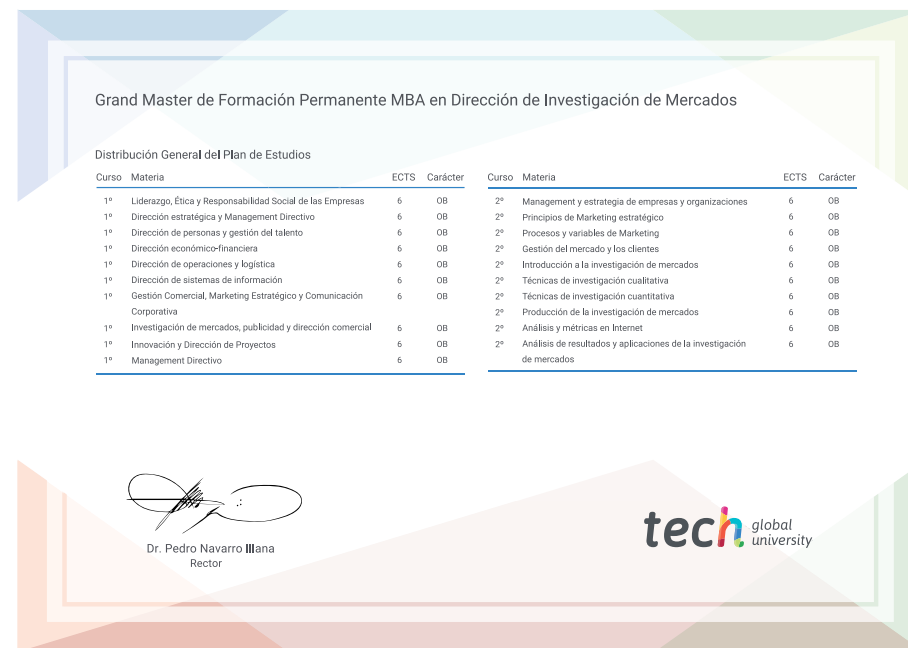 Grand Master de Formación Permanente MBA en Dirección de Investigación de Mercados
Distribución General del Plan de Estudios
Curso Materia ECTS Carácter
1º Liderazgo, Ética y Responsabilidad Social de las Empresas 6 OB
1º Dirección estratégica y Management Directivo 6 OB
1º Dirección de personas y gestión del talento 6 OB
1º Dirección económico-financiera 6 OB
1º Dirección de operaciones y logística 6 OB
1º Dirección de sistemas de información 6 OB
1º Gestión Comercial, Marketing Estratégico y Comunicación 6 OB
Corporativa
1º Investigación de mercados, publicidad y dirección comercial 6 OB
1º Innovación y Dirección de Proyectos 6 OB
1º Management Directivo 6 OB
Curso Materia ECTS Carácter
2º Management y estrategia de empresas y organizaciones 6 OB
2º Principios de Marketing estratégico 6 OB
2º Procesos y variables de Marketing 6 OB
2º Gestión del mercado y los clientes 6 OB
2º Introducción a la investigación de mercados 6 OB
2º Técnicas de investigación cualitativa 6 OB
2º Técnicas de investigación cuantitativa 6 OB
2º Producción de la investigación de mercados 6 OB
2º Análisis y métricas en Internet 6 OB
2º Análisis de resultados y aplicaciones de la investigación 6 OB
de mercados
Dr. Pedro Navarro Illana
Rector
tech global
university